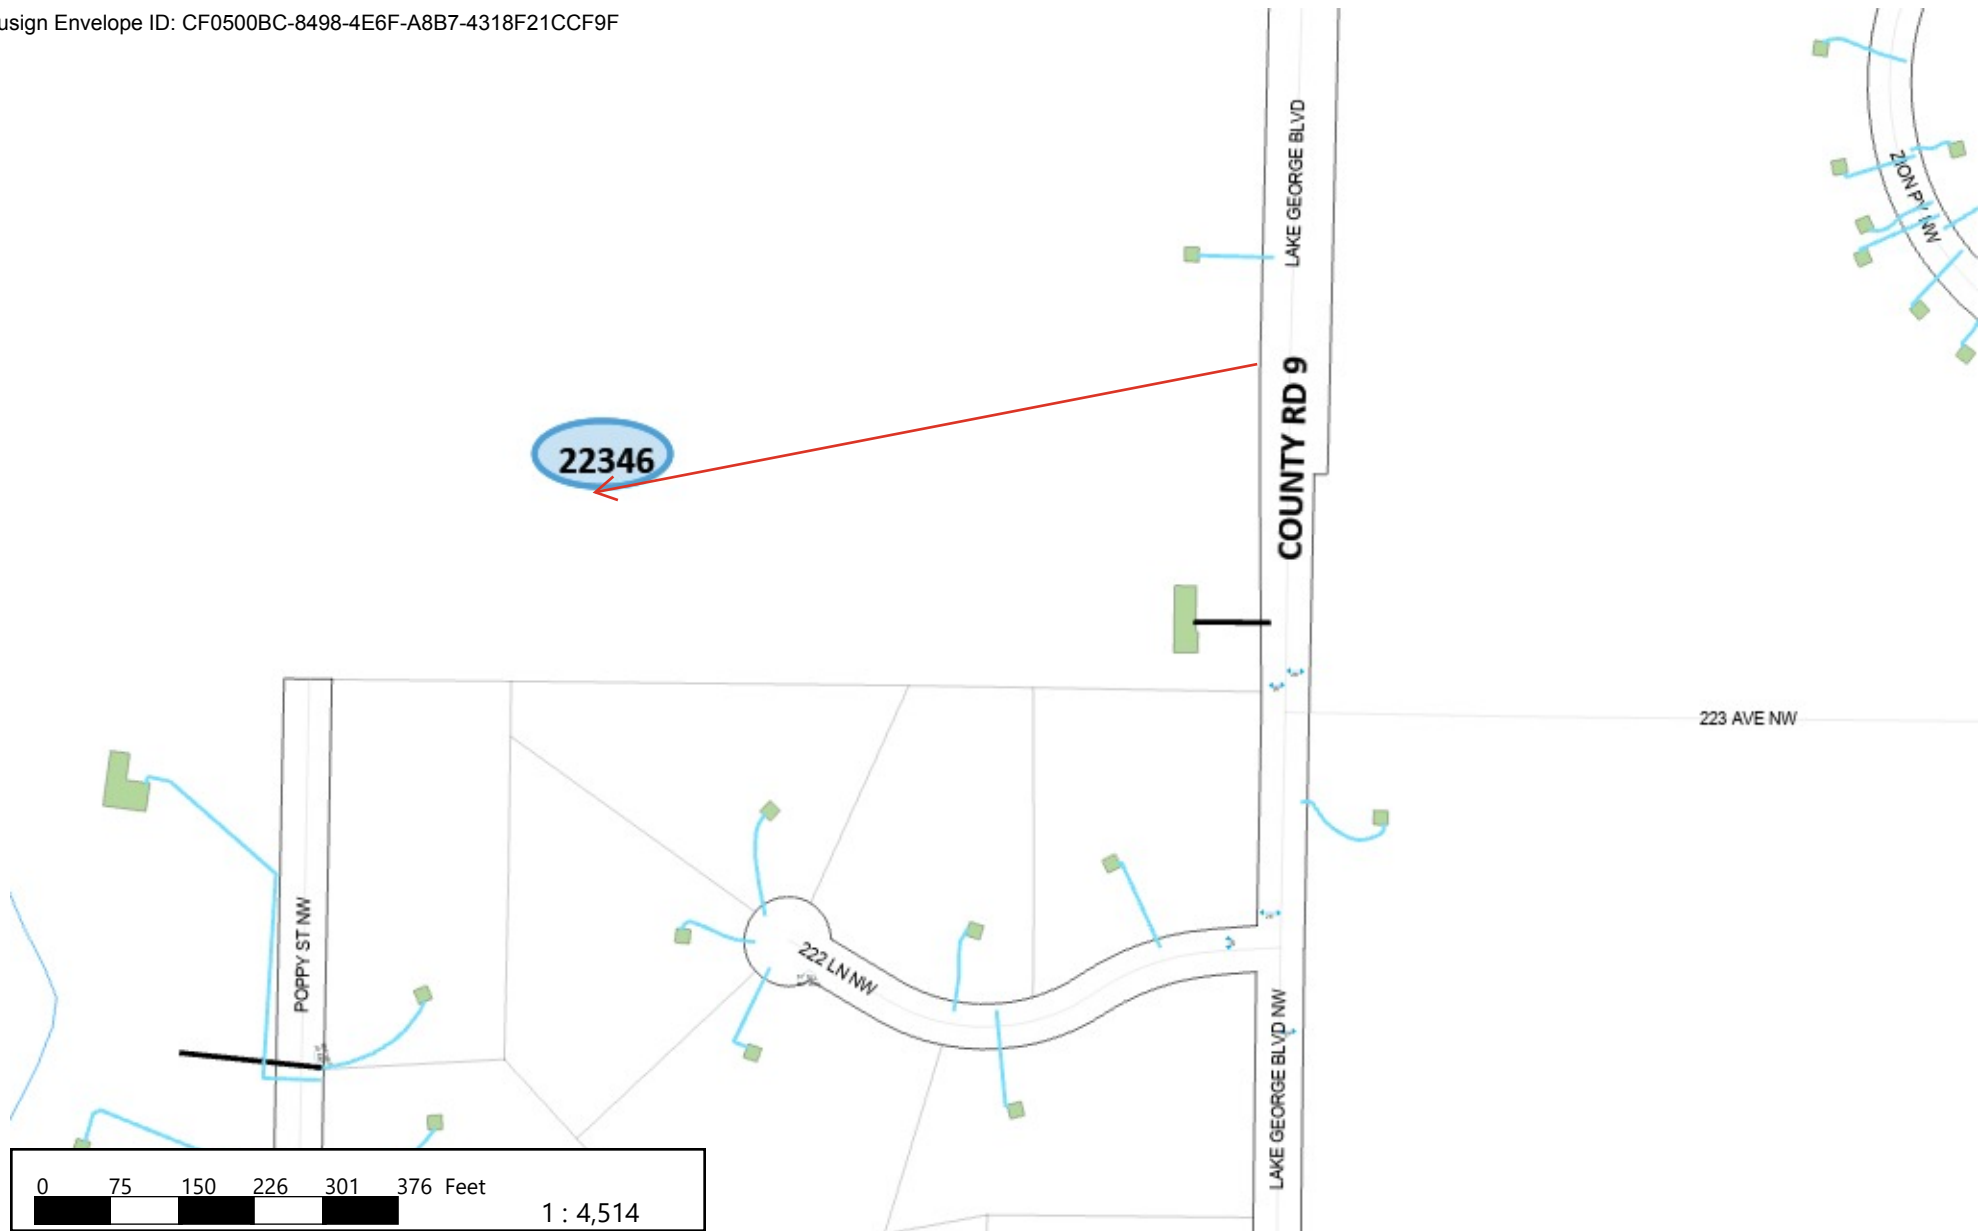 usign Envelope ID: CF0500BC-8498-4E6F-A8B7-4318F21CCF9F
LAKE GEORGE BLVD
ZION PY NW
COUNTY RD 9
22346
223 AVE NW
POPPY ST NW
222 LN NW
LAKE GEORGE BLVD NW
0 75 150 226 301 376 Feet
1 : 4,514